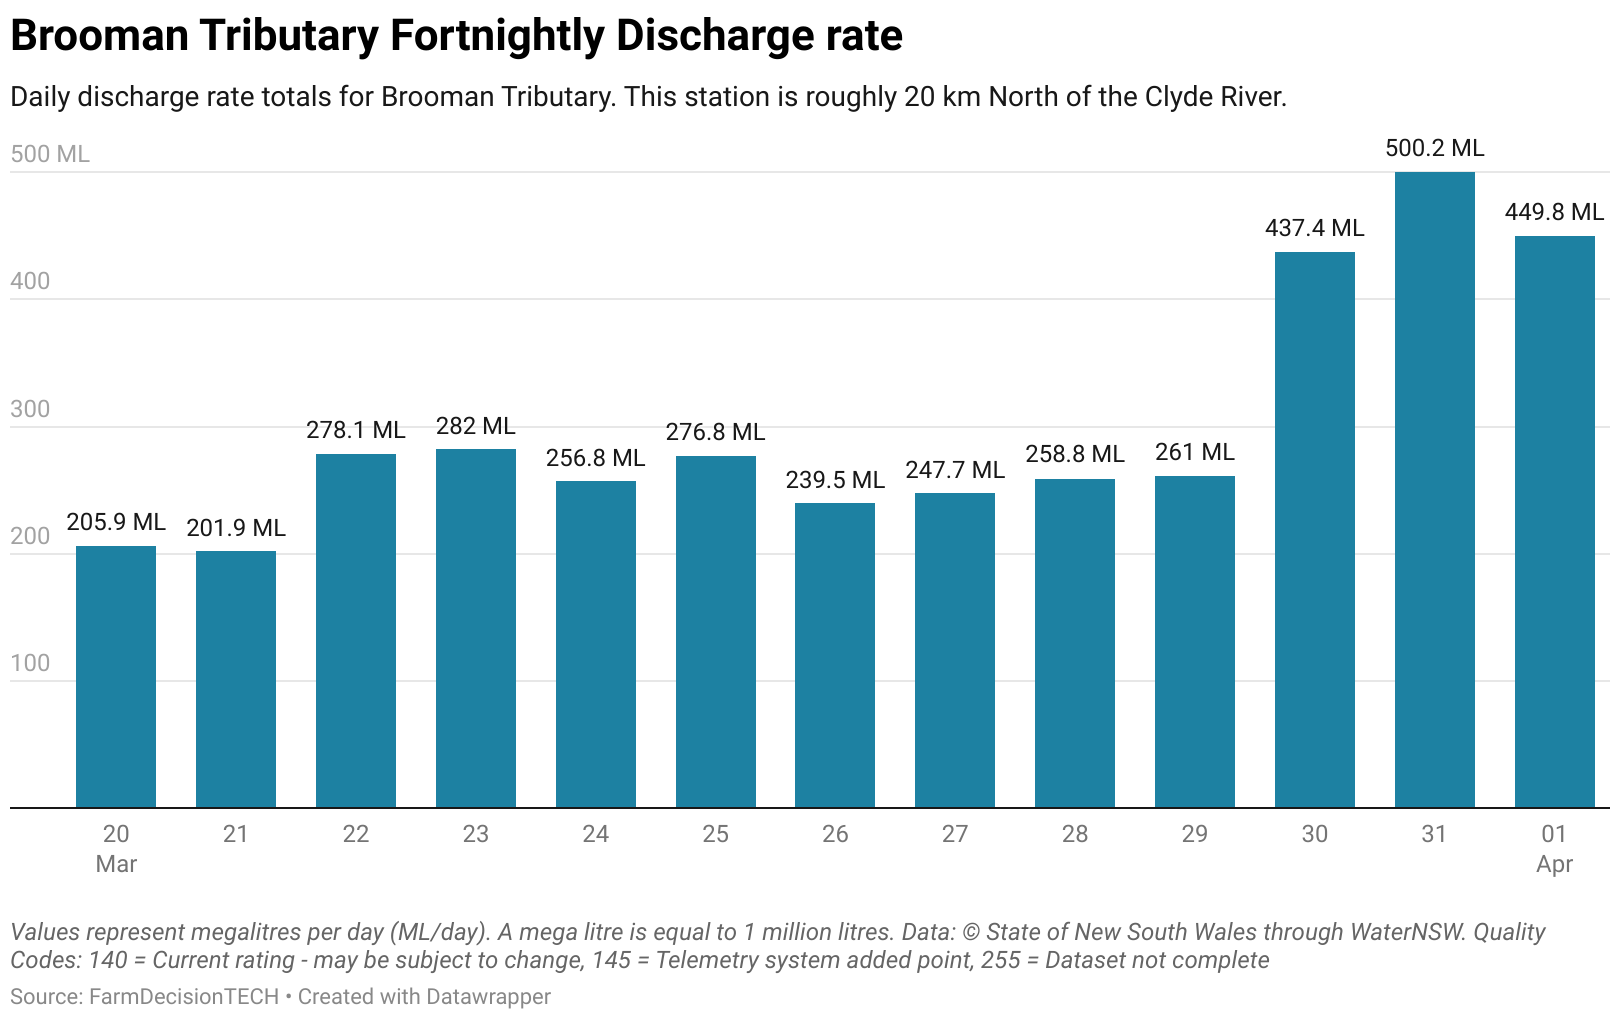 Brooman Tributary Fortnightly Discharge rate
Daily discharge rate totals for Brooman Tributary. This station is roughly 20 km North of the Clyde River.
500 ML
400
300
200
100
205.9 ML
201.9 ML
278.1 ML
282 ML
256.8 ML
276.8 ML
239.5 ML
247.7 ML
258.8 ML
261 ML
437.4 ML
500.2 ML
449.8 ML
20 21 22 23 24 25 26 27 28 29 30 31 01
Mar Apr
Values represent megalitres per day (ML/day). A mega litre is equal to 1 million litres. Data: © State of New South Wales through WaterNSW. Quality
Codes: 140 = Current rating - may be subject to change, 145 = Telemetry system added point, 255 = Dataset not complete
Source: FarmDecisionTECH • Created with Datawrapper